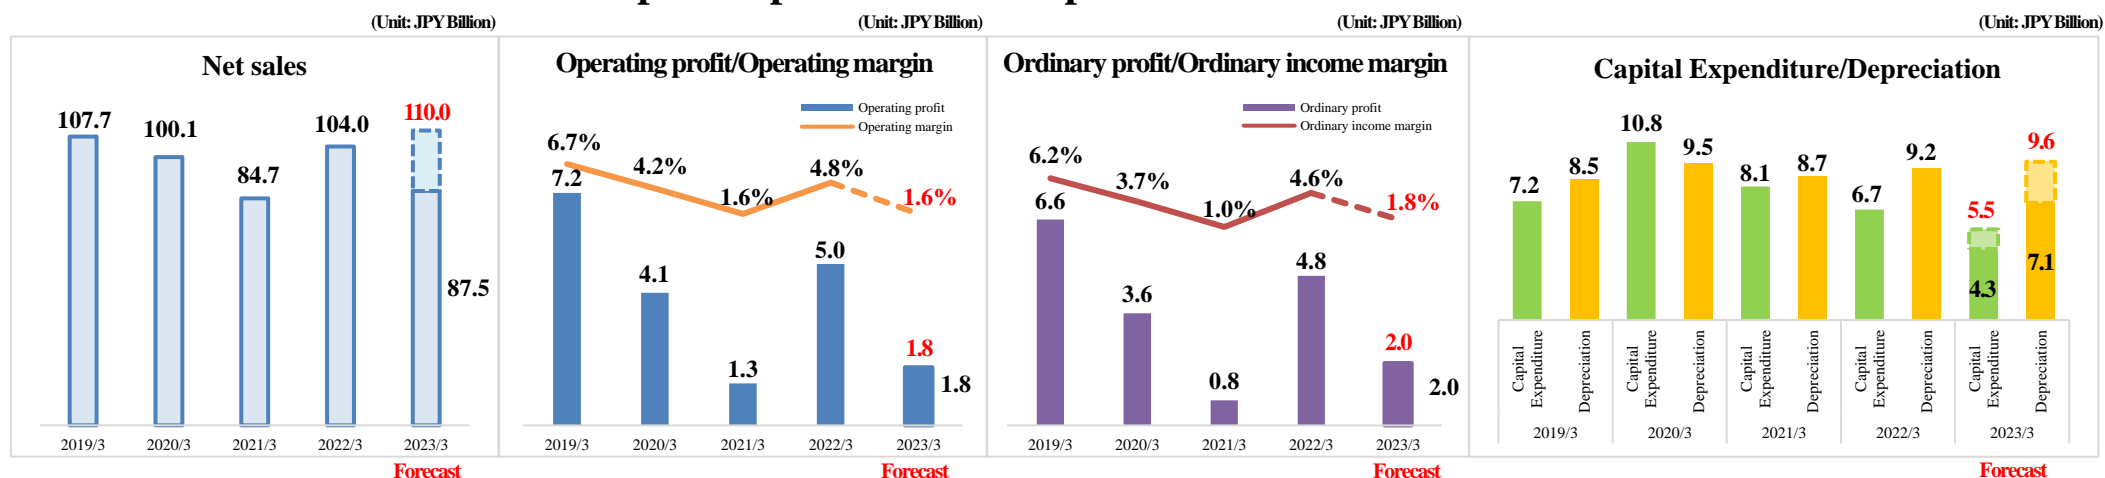 (Unit: JPY Billion)
Net sales
107.7
100.1
84.7
104.0
110.0
87.5
2019/3
2020/3
2021/3
2022/3
2023/3
Forecast
(Unit: JPY Billion)
Operating profit/Operating margin
Operating profit
Operating margin
6.7%
4.2%
1.6%
4.8%
1.6%
7.2
4.1
1.3
5.0
1.8
1.8
2019/3
2020/3
2021/3
2022/3
2023/3
Forecast
(Unit: JPY Billion)
Ordinary profit/Ordinary income margin
Ordinary profit
Ordinary income margin
6.2%
3.7%
1.0%
4.6%
1.8%
6.6
3.6
0.8
4.8
2.0
2.0
2019/3
2020/3
2021/3
2022/3
2023/3
Forecast
(Unit: JPY Billion)
Capital Expenditure/Depreciation
7.2
8.5
10.8
9.5
8.1
8.7
6.7
9.2
5.5
4.3
9.6
7.1
Capital
Expenditure
Depreciation
Capital
Expenditure
Depreciation
Capital
Expenditure
Depreciation
Capital
Expenditure
Depreciation
Capital
Expenditure
Depreciation
2019/3
2020/3
2021/3
2022/3
2023/3
Forecast